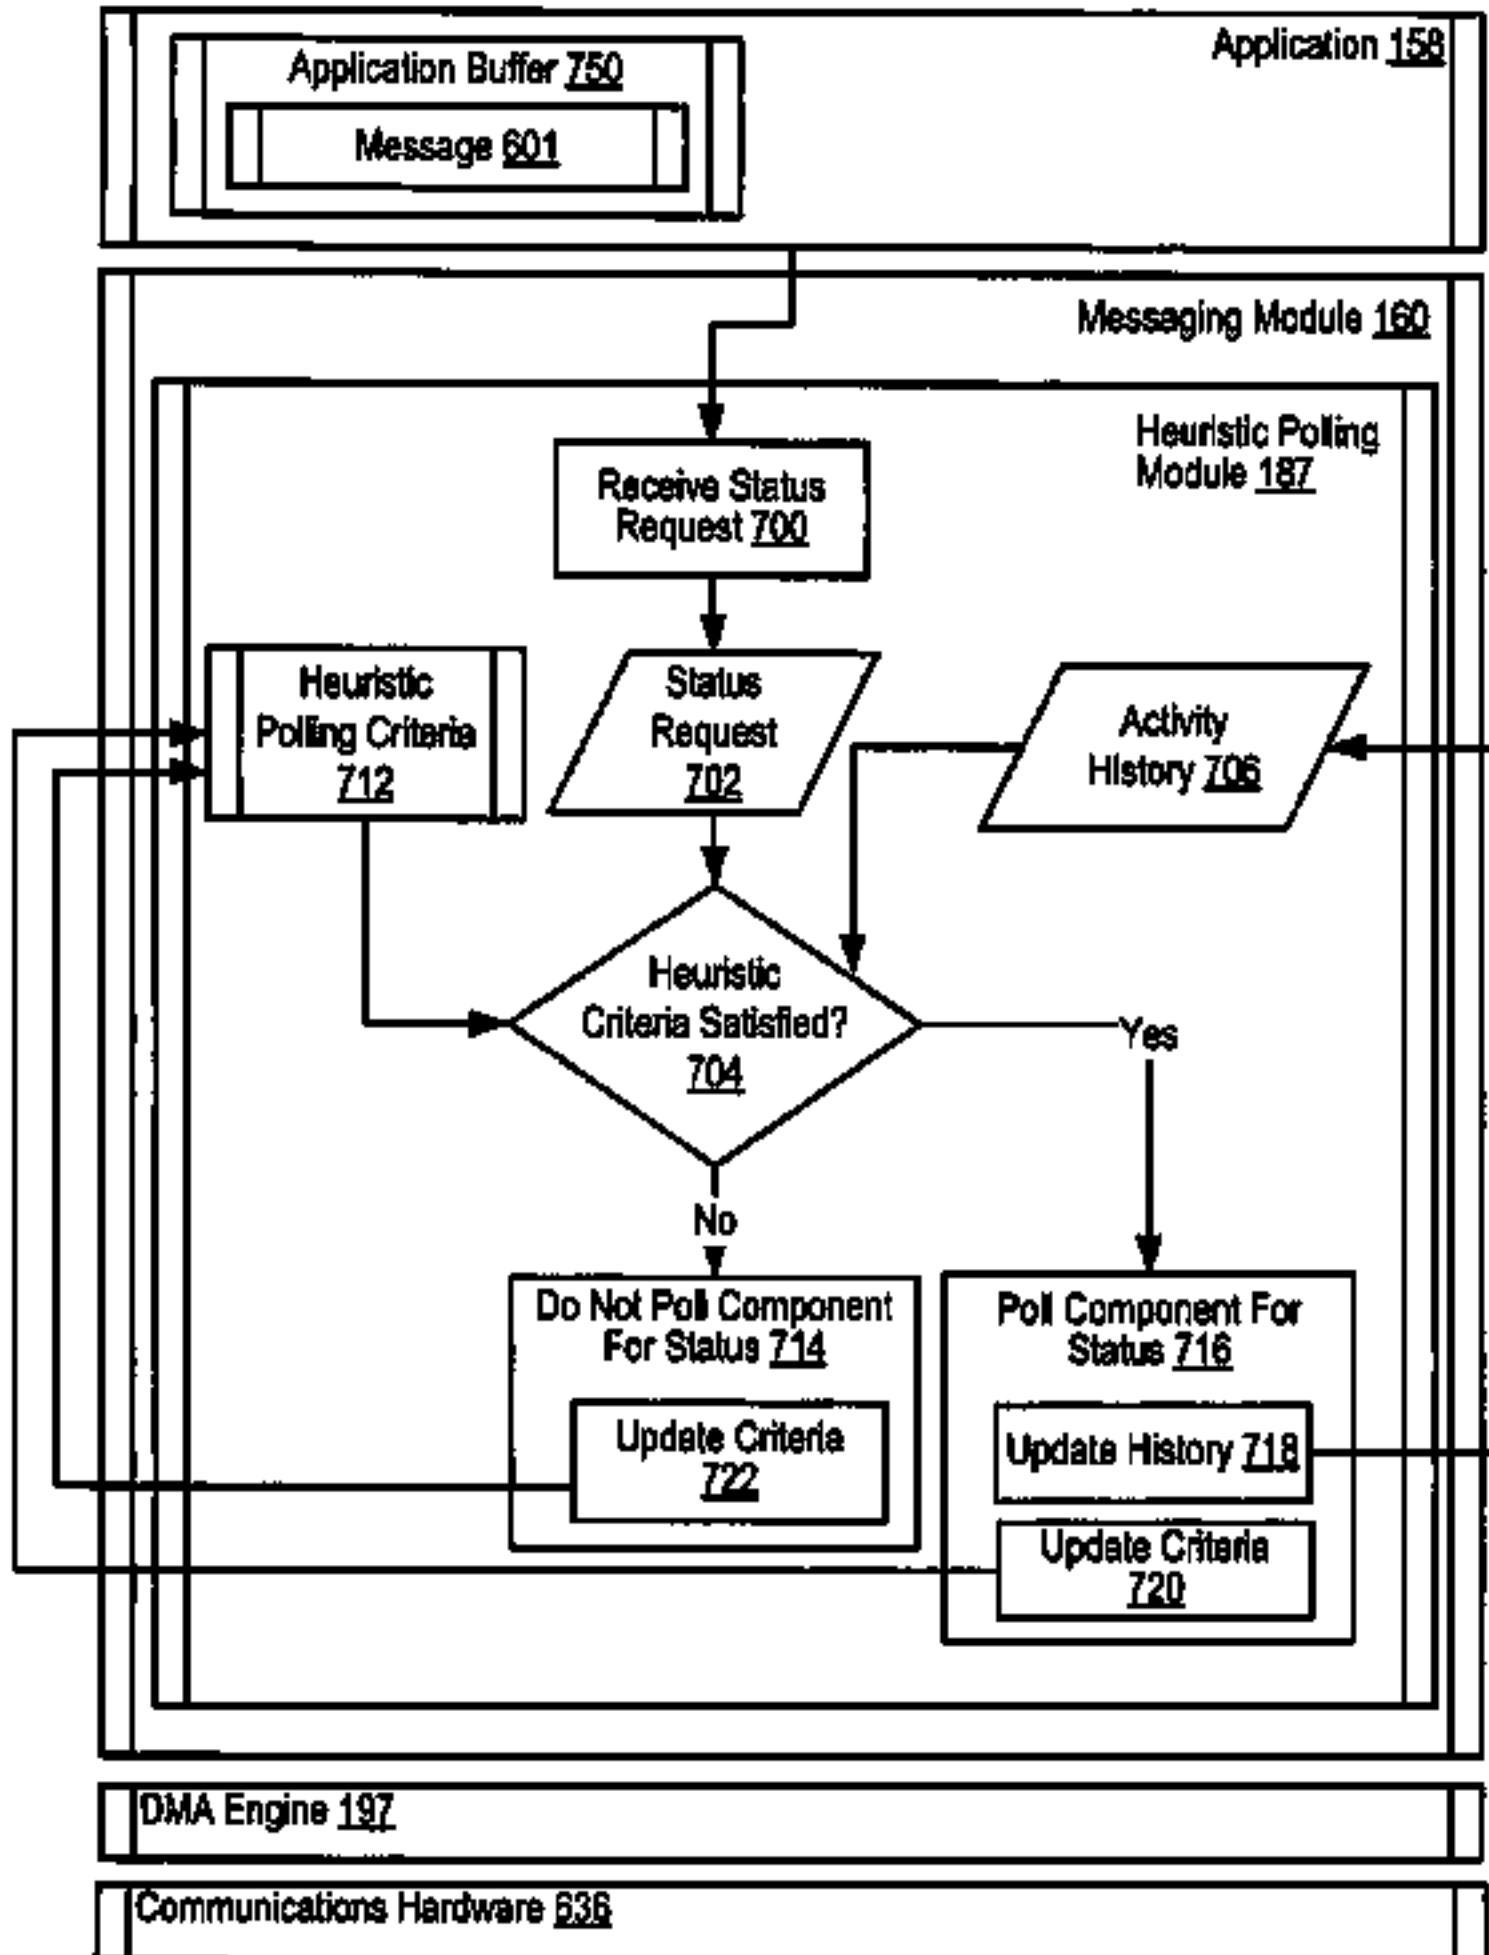 Application 158
Application Buffer 750
Message 601
Messaging Module 160
Heuristic Polling
Module 187
Receive Status
Request 700
Heuristic
Polling Criteria
712
Status
Request
702
Activity
History 706
Heuristic
Criteria Satisfied?
704
Yes
No
Do Not Poll Component
For Status 714
Update Criteria
722
Poll Component For
Status 716
Update History 718
Update Criteria
720
DMA Engine 197
Communications Hardware 636